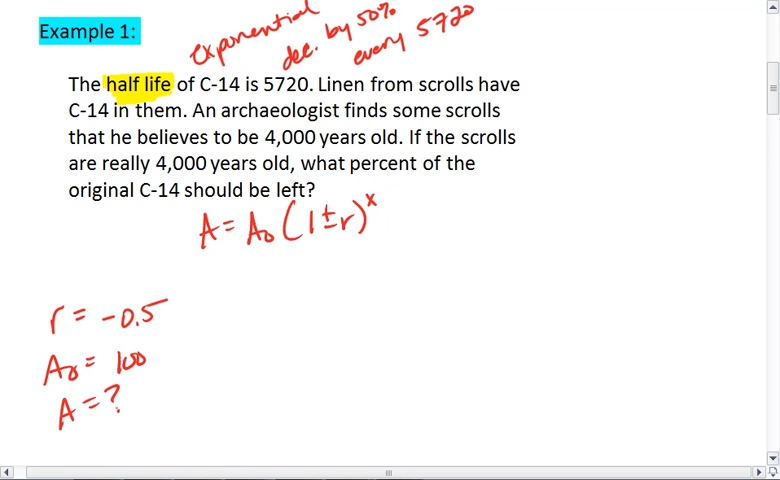 Example 1:
exponential
dec. by 50%
every 5720
The half life of C-14 is 5720. Linen from scrolls have
C-14 in them. An archaeologist finds some scrolls
that he believes to be 4,000 years old. If the scrolls
are really 4,000 years old, what percent of the
original C-14 should be left?
A = A₀ (1 ± r)ˣ
r = -0.5
A₀ = 100
A = ?